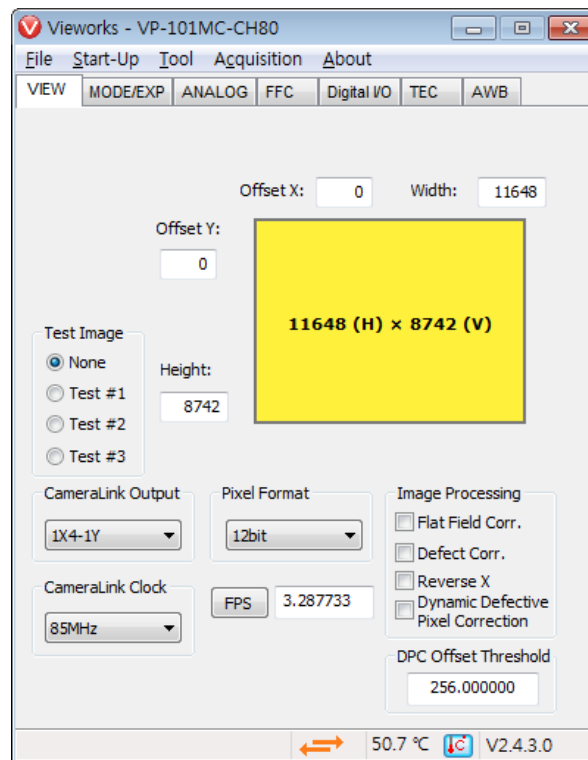 Vieworks - VP-101MC-CH80
File Start-Up Tool Acquisition About
VIEW MODE/EXP ANALOG FFC Digital I/O TEC AWB
Offset X: 0 Width: 11648
Offset Y:
0
11648 (H) × 8742 (V)
Test Image
None
Test #1
Test #2
Test #3
Height:
8742
CameraLink Output
1X4-1Y
Pixel Format
12bit
Image Processing
Flat Field Corr.
Defect Corr.
Reverse X
Dynamic Defective
Pixel Correction
CameraLink Clock
85MHz
FPS 3.287733
DPC Offset Threshold
256.000000
50.7 ℃ C V2.4.3.0